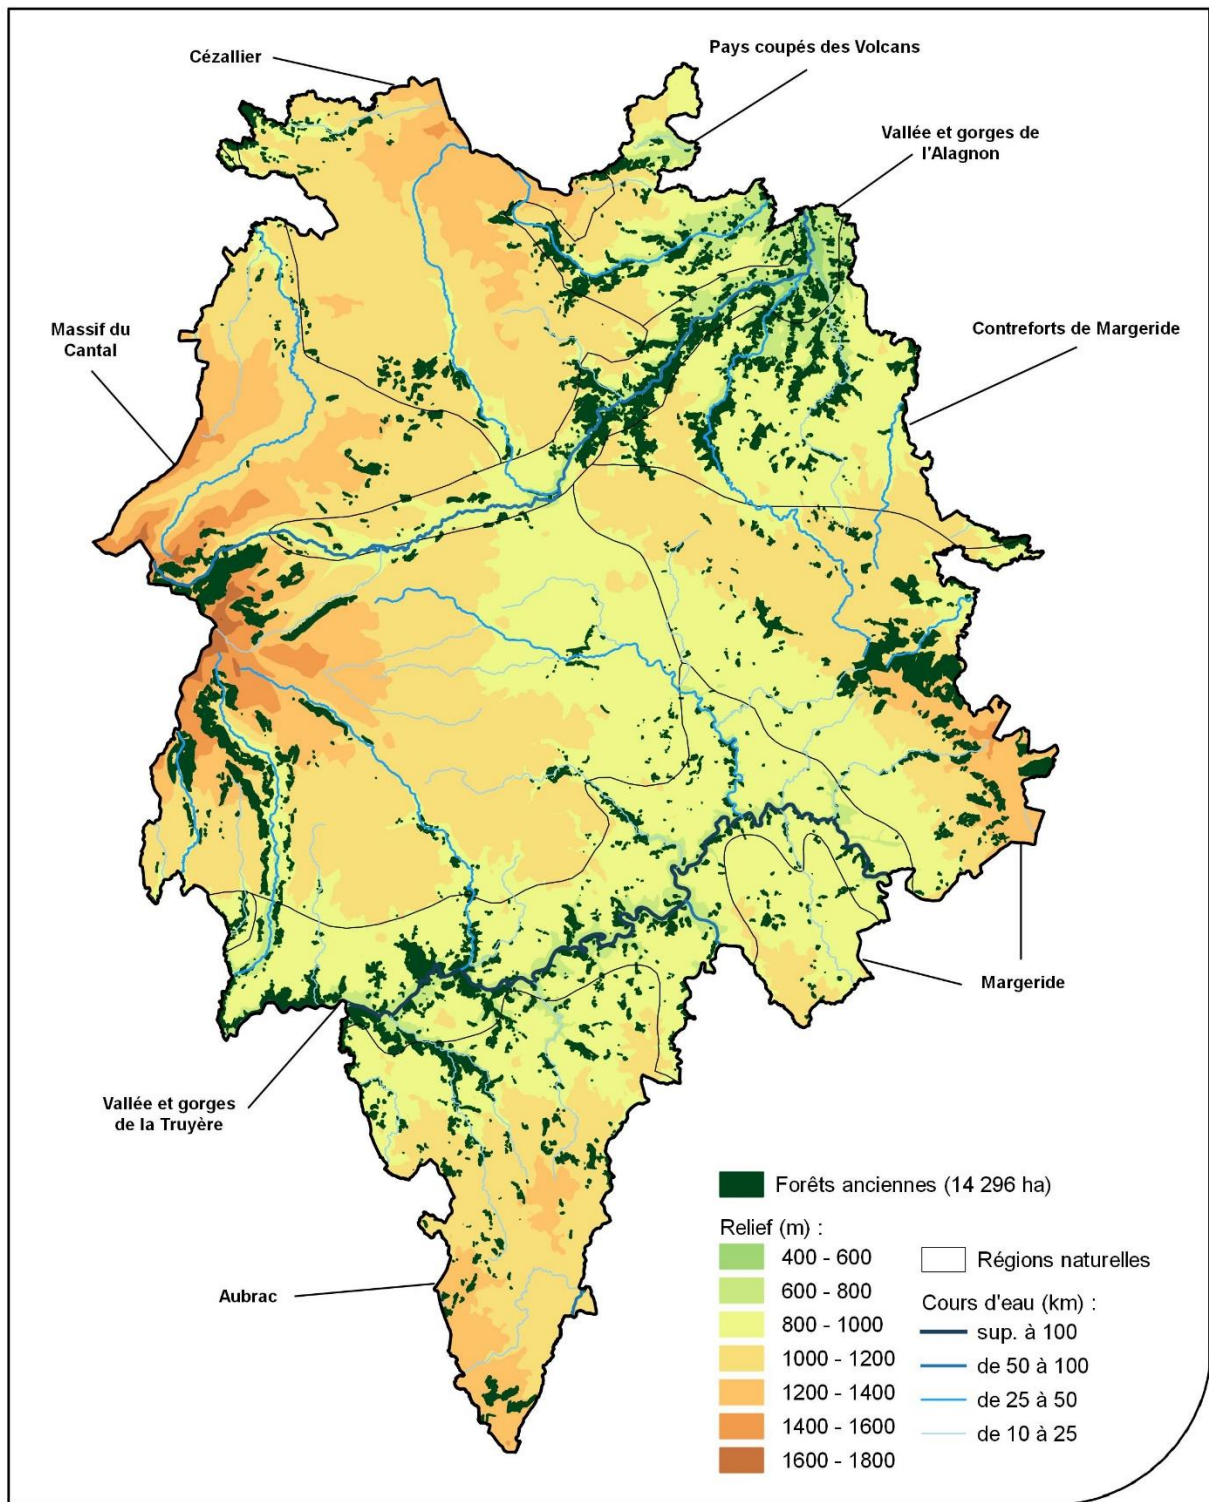 Cézallier
Pays coupés des Volcans
Vallée et gorges de
l'Alagnon
Massif du
Cantal
Contreforts de Margeride
Margeride
Vallée et gorges
de la Truyère
Aubrac
Forêts anciennes (14 296 ha)
Relief (m) :
400 - 600
600 - 800
800 - 1000
1000 - 1200
1200 - 1400
1400 - 1600
1600 - 1800
Régions naturelles
Cours d'eau (km) :
sup. à 100
de 50 à 100
de 25 à 50
de 10 à 25